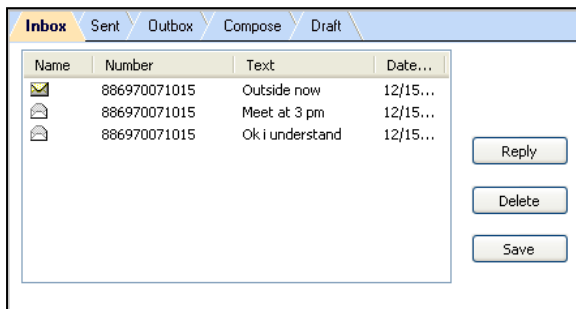 Inbox Sent Outbox Compose Draft
Name Number Text Date...
886970071015 Outside now 12/15...
886970071015 Meet at 3 pm 12/15...
886970071015 Ok i understand 12/15...
Reply
Delete
Save